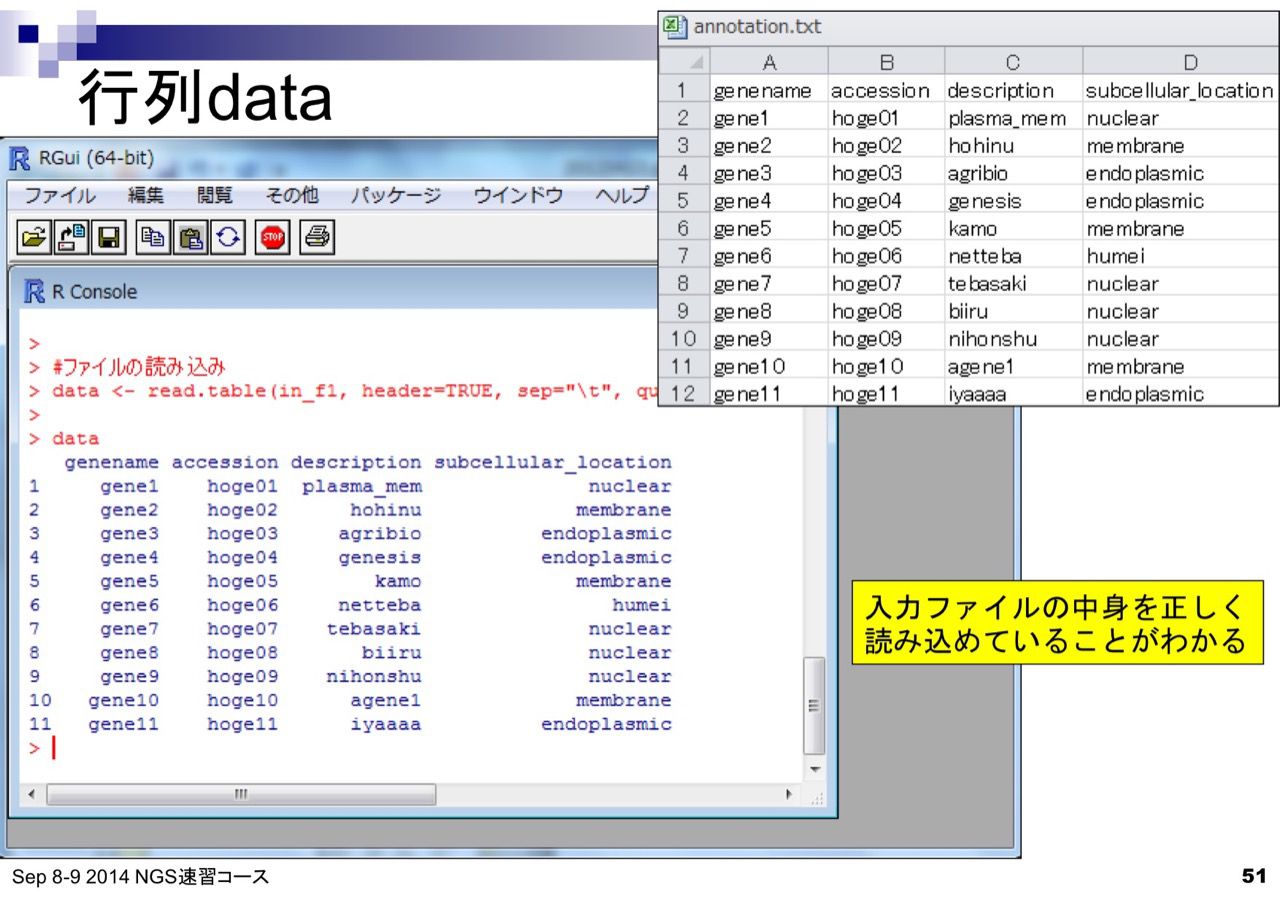 行列data
annotation.txt
A B C D
1 genename accession description subcellular_location
2 gene1 hoge01 plasma_mem nuclear
3 gene2 hoge02 hohinu membrane
4 gene3 hoge03 agribio endoplasmic
5 gene4 hoge04 genesis endoplasmic
6 gene5 hoge05 kamo membrane
7 gene6 hoge06 netteba humei
8 gene7 hoge07 tebasaki nuclear
9 gene8 hoge08 biiru nuclear
10 gene9 hoge09 nihonshu nuclear
11 gene10 hoge10 agene1 membrane
12 gene11 hoge11 iyaaaa endoplasmic
RGui (64-bit)
ファイル 編集 閲覧 その他 パッケージ ウインドウ ヘルプ
STOP
R Console
>
> #ファイルの読み込み
> data <- read.table(in_f1, header=TRUE, sep="\t", qu
>
> data
genename accession description subcellular_location
1 gene1 hoge01 plasma_mem nuclear
2 gene2 hoge02 hohinu membrane
3 gene3 hoge03 agribio endoplasmic
4 gene4 hoge04 genesis endoplasmic
5 gene5 hoge05 kamo membrane
6 gene6 hoge06 netteba humei
7 gene7 hoge07 tebasaki nuclear
8 gene8 hoge08 biiru nuclear
9 gene9 hoge09 nihonshu nuclear
10 gene10 hoge10 agene1 membrane
11 gene11 hoge11 iyaaaa endoplasmic
>
入力ファイルの中身を正しく
読み込めていることがわかる
Sep 8-9 2014 NGS速習コース
51